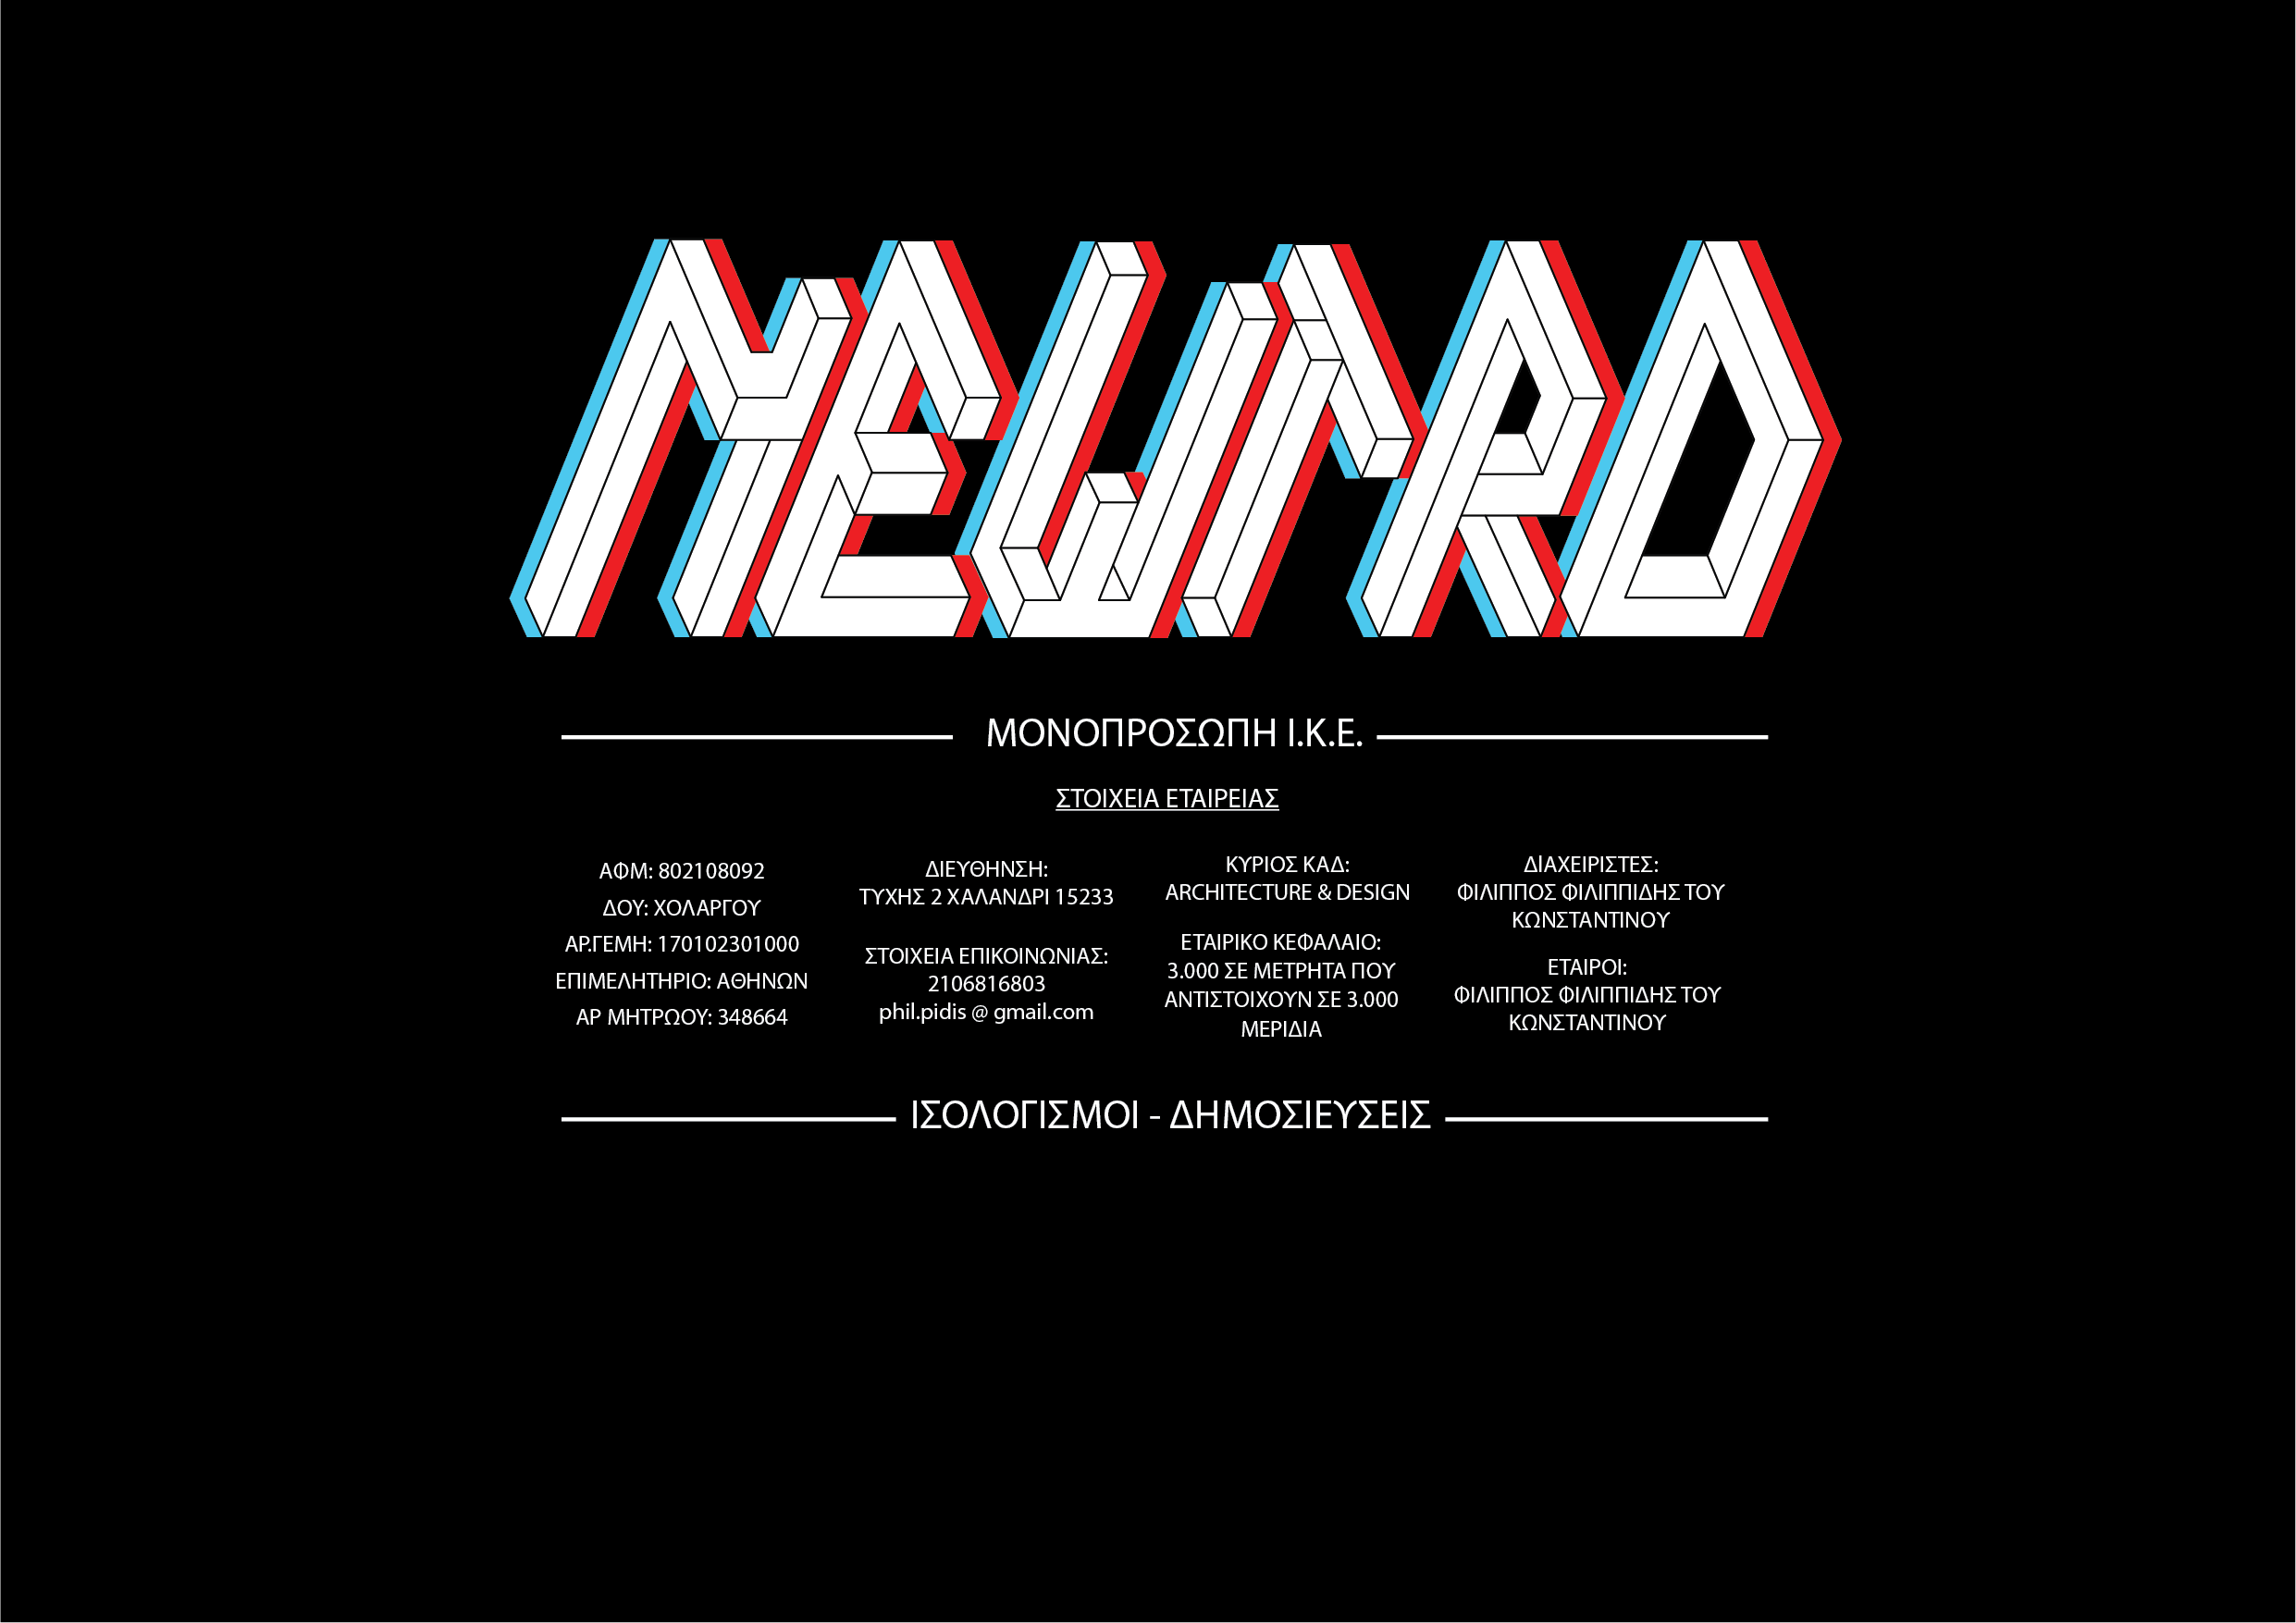 ΜΟΝΟΠΡΟΣΩΠΗ Ι.Κ.Ε.
ΣΤΟΙΧΕΙΑ ΕΤΑΙΡΕΙΑΣ
ΑΦΜ: 802108092
ΔΟΥ: ΧΟΛΑΡΓΟΥ
ΑΡ.ΓΕΜΗ: 170102301000
ΕΠΙΜΕΛΗΤΗΡΙΟ: ΑΘΗΝΩΝ
ΑΡ ΜΗΤΡΩΟΥ: 348664
ΔΙΕΥΘΗΝΣΗ:
ΤΥΧΗΣ 2 ΧΑΛΑΝΔΡΙ 15233
ΣΤΟΙΧΕΙΑ ΕΠΙΚΟΙΝΩΝΙΑΣ:
2106816803
phil.pidis @ gmail.com
ΚΥΡΙΟΣ ΚΑΔ:
ARCHITECTURE & DESIGN
ΕΤΑΙΡΙΚΟ ΚΕΦΑΛΑΙΟ:
3.000 ΣΕ ΜΕΤΡΗΤΑ ΠΟΥ
ΑΝΤΙΣΤΟΙΧΟΥΝ ΣΕ 3.000
ΜΕΡΙΔΙΑ
ΔΙΑΧΕΙΡΙΣΤΕΣ:
ΦΙΛΙΠΠΟΣ ΦΙΛΙΠΠΙΔΗΣ ΤΟΥ
ΚΩΝΣΤΑΝΤΙΝΟΥ
ΕΤΑΙΡΟΙ:
ΦΙΛΙΠΠΟΣ ΦΙΛΙΠΠΙΔΗΣ ΤΟΥ
ΚΩΝΣΤΑΝΤΙΝΟΥ
ΙΣΟΛΟΓΙΣΜΟΙ - ΔΗΜΟΣΙΕΥΣΕΙΣ